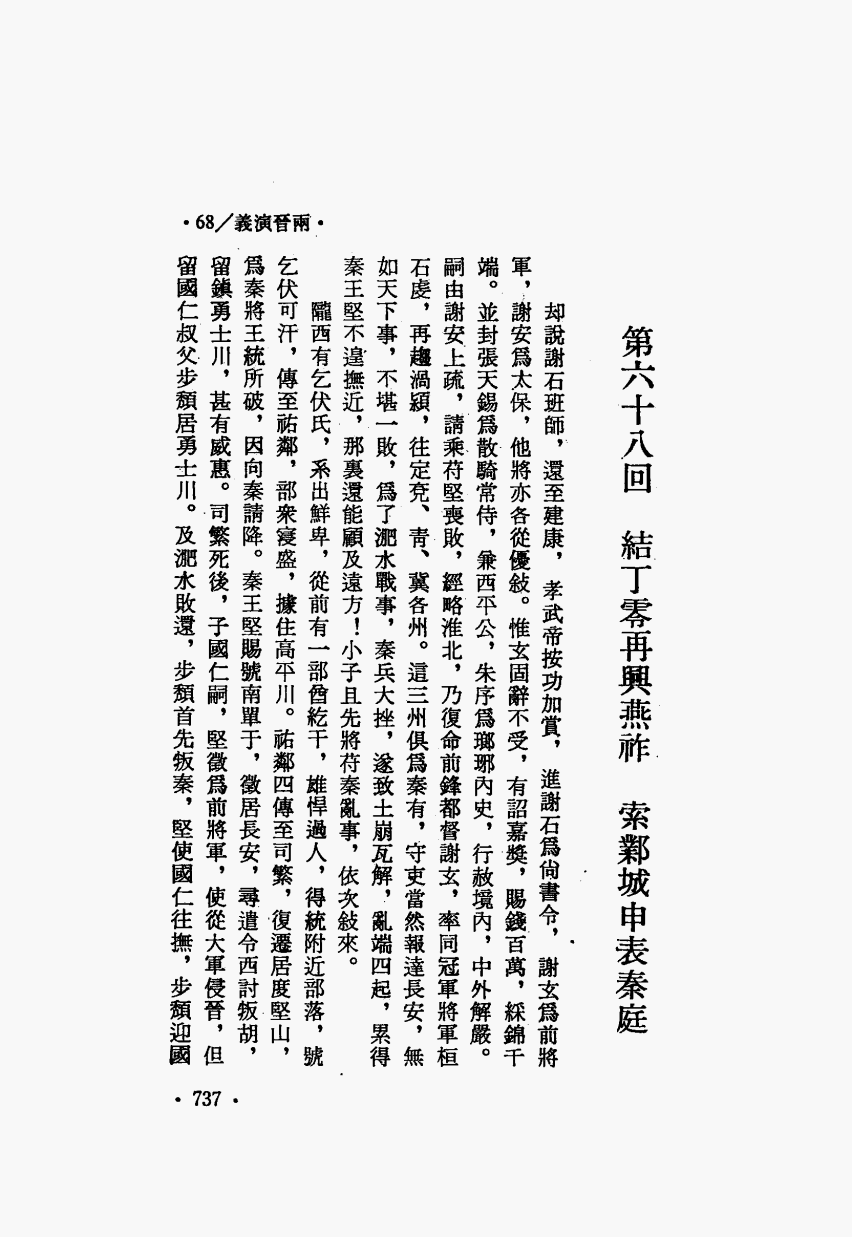 ·68/義演晉兩·
第六十八回　結丁零再興燕祚　索鄴城申表秦庭
却說謝石班師，還至建康，孝武帝按功加賞，進謝石爲尙書令，謝玄爲前將
軍，謝安爲太保，他將亦各從優敍。惟玄固辭不受，有詔嘉獎，賜錢百萬，綵錦千
端。並封張天錫爲散騎常侍，兼西平公，朱序爲瑯琊內史，行赦境內，中外解嚴。
嗣由謝安上疏，請乘苻堅喪敗，經略淮北，乃復命前鋒都督謝玄，率同冠軍將軍桓
石虔，再趨渦潁，往定兗、靑、冀各州。這三州俱爲秦有，守吏當然報達長安，無
如天下事，不堪一敗，爲了淝水戰事，秦兵大挫，遂致土崩瓦解，亂端四起，累得
秦王堅不遑撫近，那裏還能顧及遠方！小子且先將苻秦亂事，依次敍來。
隴西有乞伏氏，系出鮮卑，從前有一部酋紇干，雄悍過人，得統附近部落，號
乞伏可汗，傳至祐鄰，部衆寖盛，據住高平川。祐鄰四傳至司繁，復遷居度堅山，
爲秦將王統所破，因向秦請降。秦王堅賜號南單于，徵居長安，尋遣令西討叛胡，
留鎭勇士川，甚有威惠。司繁死後，子國仁嗣，堅徵爲前將軍，使從大軍侵晉，但
留國仁叔父步頹居勇士川。及淝水敗還，步頹首先叛秦，堅使國仁往撫，步頹迎國
·737·